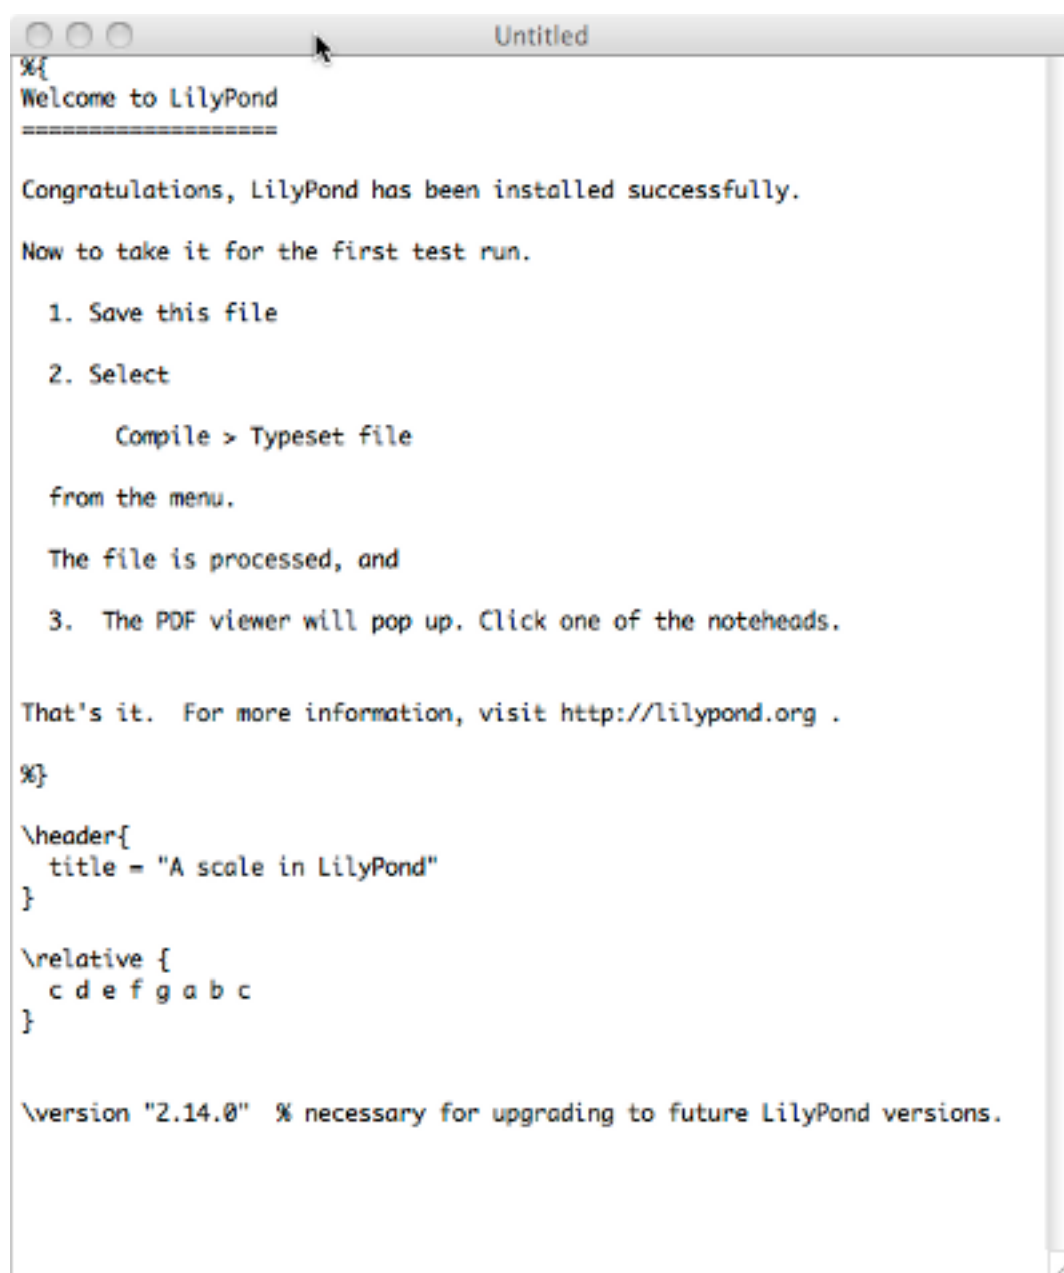 Untitled
%{
Welcome to LilyPond
===================
Congratulations, LilyPond has been installed successfully.
Now to take it for the first test run.
1. Save this file
2. Select
Compile > Typeset file
from the menu.
The file is processed, and
3.  The PDF viewer will pop up. Click one of the noteheads.
That's it.  For more information, visit http://lilypond.org .
%}
\header{
title = "A scale in LilyPond"
}
\relative {
c d e f g a b c
}
\version "2.14.0"  % necessary for upgrading to future LilyPond versions.